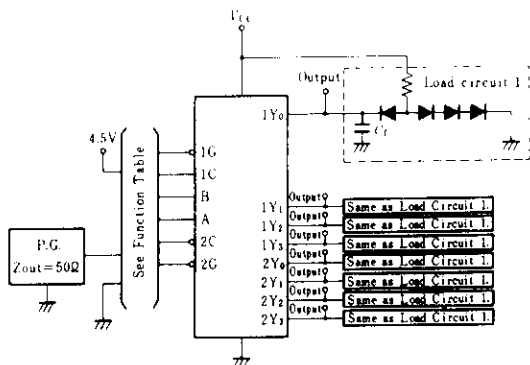 Vcc
Output
Load circuit 1
1Y₀
4.5V
CL
See Function Table
1G
1C
B
A
2C
2G
P.G.
Zout=50Ω
Output
1Y₁ Same as Load Circuit 1.
Output
1Y₂ Same as Load Circuit 1.
Output
1Y₃ Same as Load Circuit 1.
Output
2Y₀ Same as Load Circuit 1.
Output
2Y₁ Same as Load Circuit 1.
Output
2Y₂ Same as Load Circuit 1.
Output
2Y₃ Same as Load Circuit 1.